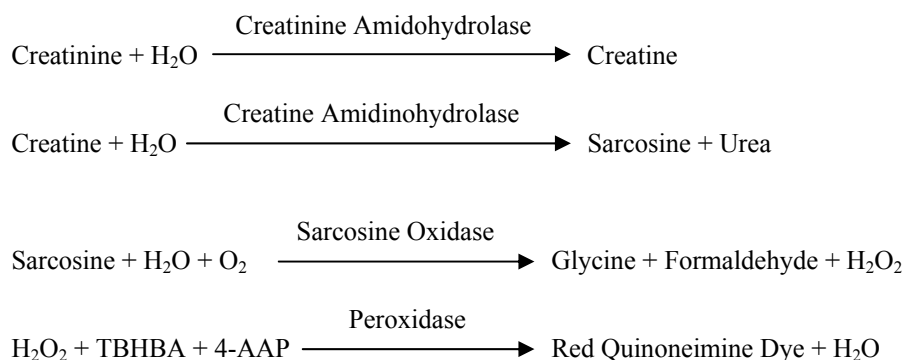 Creatinine Amidohydrolase
Creatinine + H₂O Creatine
Creatine Amidinohydrolase
Creatine + H₂O Sarcosine + Urea
Sarcosine Oxidase
Sarcosine + H₂O + O₂ Glycine + Formaldehyde + H₂O₂
Peroxidase
H₂O₂ + TBHBA + 4-AAP Red Quinoneimine Dye + H₂O